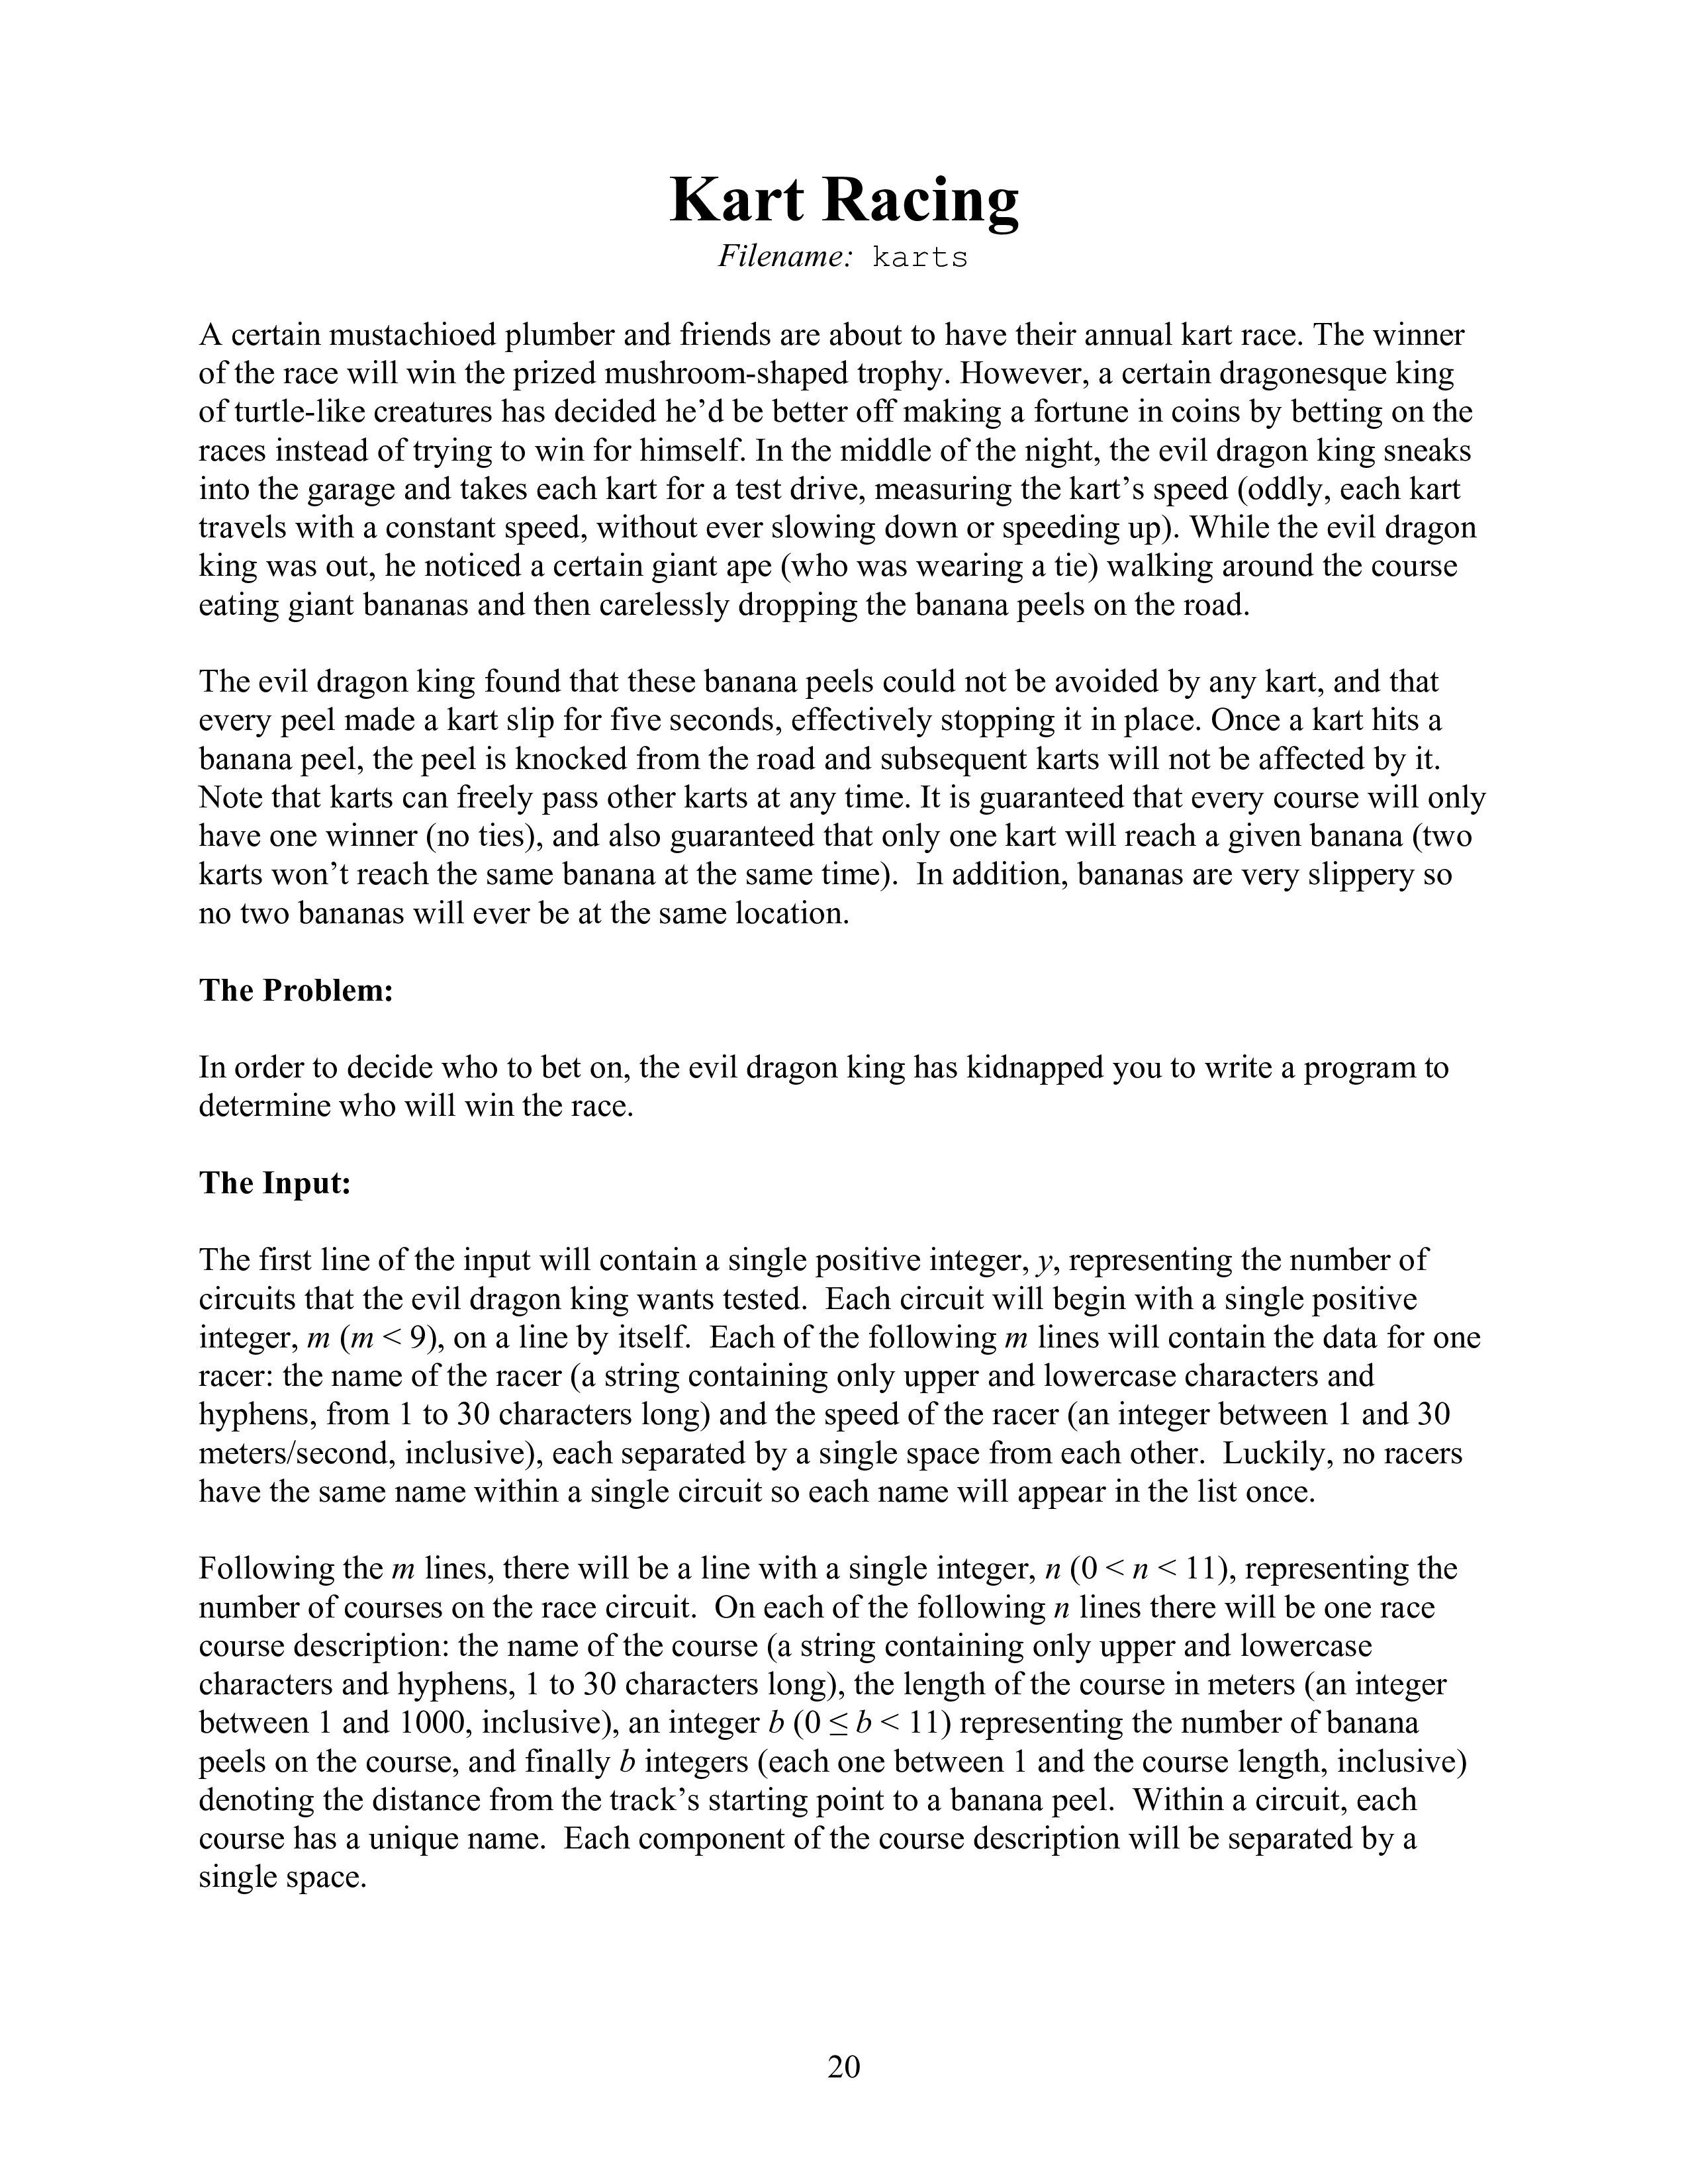 Kart Racing
Filename: karts
A certain mustachioed plumber and friends are about to have their annual kart race. The winner
of the race will win the prized mushroom-shaped trophy. However, a certain dragonesque king
of turtle-like creatures has decided he’d be better off making a fortune in coins by betting on the
races instead of trying to win for himself. In the middle of the night, the evil dragon king sneaks
into the garage and takes each kart for a test drive, measuring the kart’s speed (oddly, each kart
travels with a constant speed, without ever slowing down or speeding up). While the evil dragon
king was out, he noticed a certain giant ape (who was wearing a tie) walking around the course
eating giant bananas and then carelessly dropping the banana peels on the road.
The evil dragon king found that these banana peels could not be avoided by any kart, and that
every peel made a kart slip for five seconds, effectively stopping it in place. Once a kart hits a
banana peel, the peel is knocked from the road and subsequent karts will not be affected by it.
Note that karts can freely pass other karts at any time. It is guaranteed that every course will only
have one winner (no ties), and also guaranteed that only one kart will reach a given banana (two
karts won’t reach the same banana at the same time).  In addition, bananas are very slippery so
no two bananas will ever be at the same location.
The Problem:
In order to decide who to bet on, the evil dragon king has kidnapped you to write a program to
determine who will win the race.
The Input:
The first line of the input will contain a single positive integer, y, representing the number of
circuits that the evil dragon king wants tested.  Each circuit will begin with a single positive
integer, m (m < 9), on a line by itself.  Each of the following m lines will contain the data for one
racer: the name of the racer (a string containing only upper and lowercase characters and
hyphens, from 1 to 30 characters long) and the speed of the racer (an integer between 1 and 30
meters/second, inclusive), each separated by a single space from each other.  Luckily, no racers
have the same name within a single circuit so each name will appear in the list once.
Following the m lines, there will be a line with a single integer, n (0 < n < 11), representing the
number of courses on the race circuit.  On each of the following n lines there will be one race
course description: the name of the course (a string containing only upper and lowercase
characters and hyphens, 1 to 30 characters long), the length of the course in meters (an integer
between 1 and 1000, inclusive), an integer b (0 ≤ b < 11) representing the number of banana
peels on the course, and finally b integers (each one between 1 and the course length, inclusive)
denoting the distance from the track’s starting point to a banana peel.  Within a circuit, each
course has a unique name.  Each component of the course description will be separated by a
single space.
20